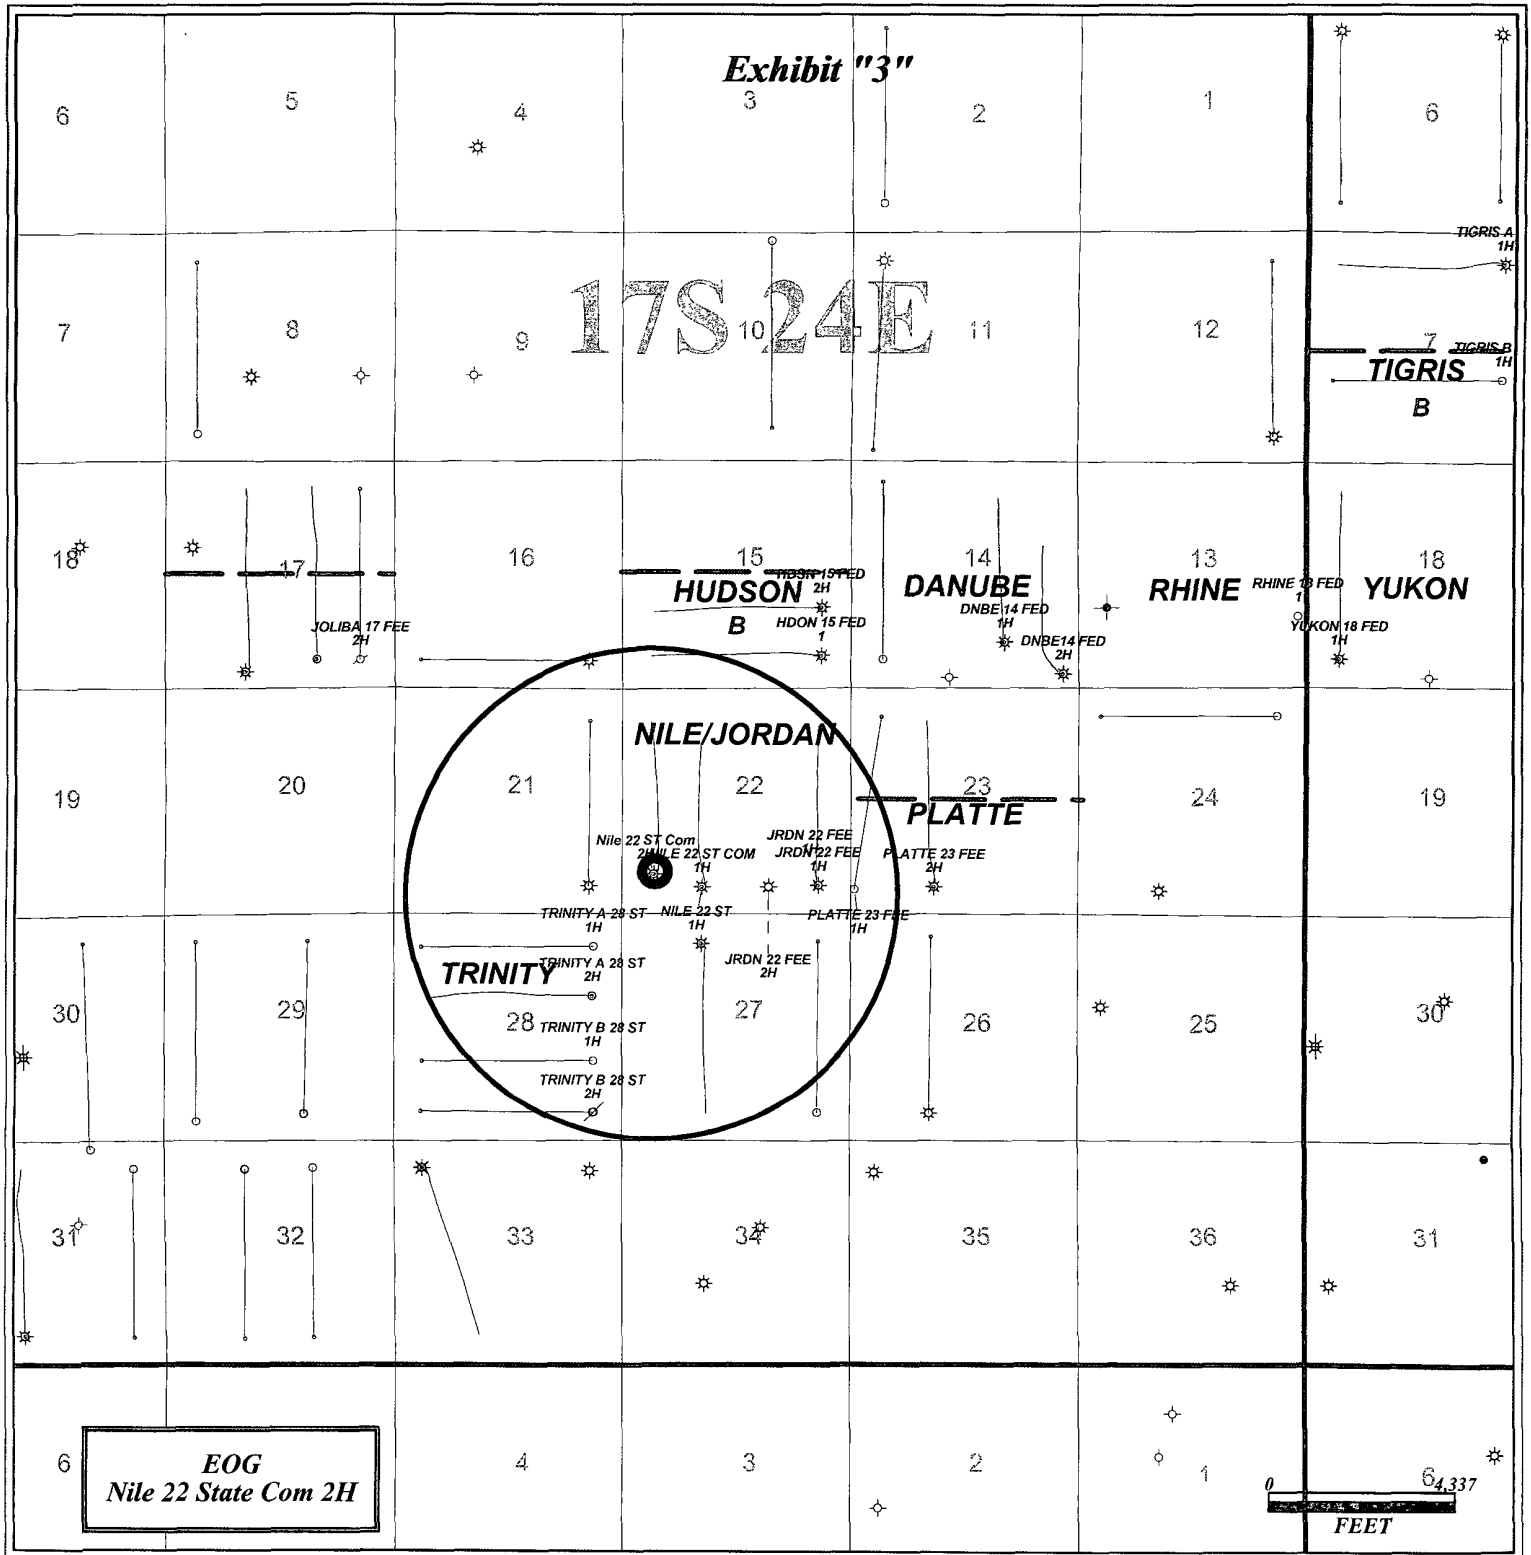 Exhibit "3"
6
5
4
3
2
1
6
TIGRIS A
1H
17S 24E
7
8
9
10
11
12
7
TIGRIS B
1H
TIGRIS
B
18
17
16
15
14
13
18
HUDSON
B
2H
HDON 15 FED
1
DANUBE
DNBE 14 FED
1H
DNBE14 FED
2H
RHINE
RHINE 13 FED
1
YUKON
YUKON 18 FED
1H
JOLIBA 17 FEE
2H
NILE/JORDAN
19
20
21
22
23
24
19
PLATTE
Nile 22 ST Com
2H
NILE 22 ST COM
1H
JRDN 22 FEE
1H
JRDN 22 FEE
1H
PLATTE 23 FEE
2H
TRINITY A 28 ST
1H
NILE 22 ST
1H
PLATTE 23 FEE
1H
TRINITY
TRINITY A 28 ST
2H
JRDN 22 FEE
2H
30
29
28
27
26
25
30
TRINITY B 28 ST
1H
TRINITY B 28 ST
2H
31
32
33
34
35
36
31
6
4
3
2
1
6
EOG
Nile 22 State Com 2H
0
4,337
FEET